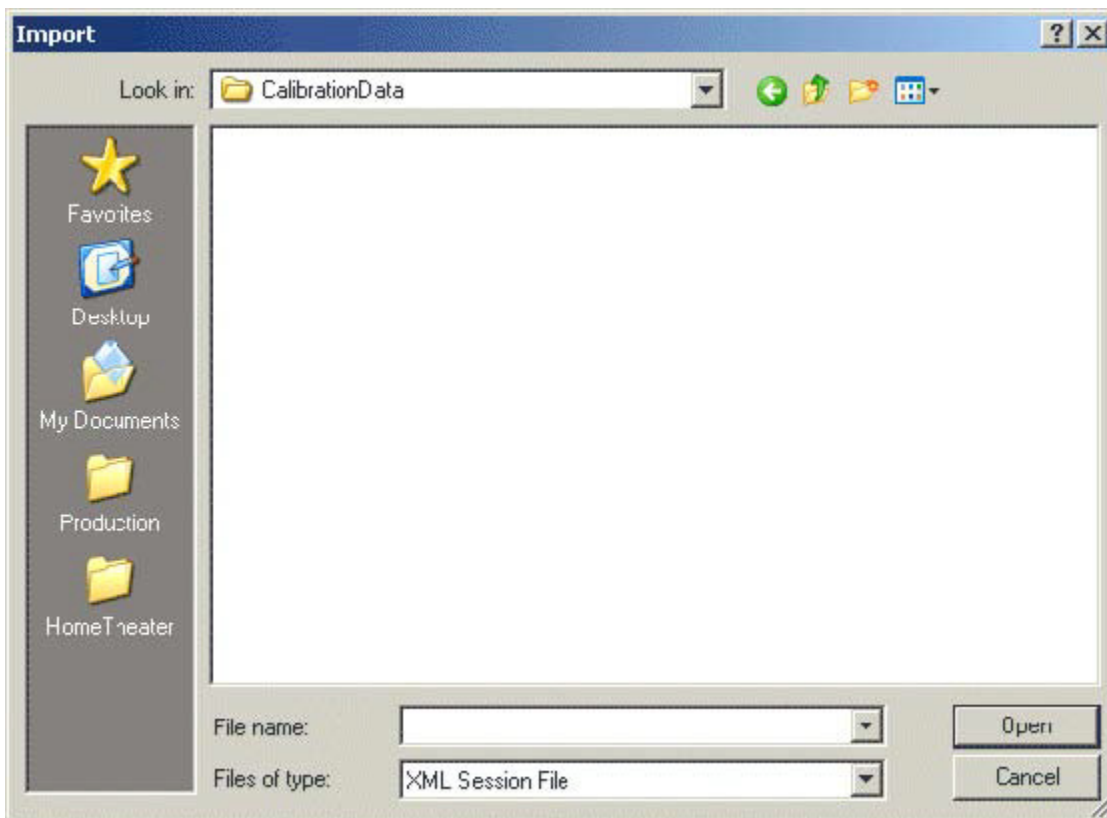 Import
Look in: CalibrationData
Favorites
Desktop
My Documents
Production
HomeTheater
File name:
Open
Files of type: XML Session File
Cancel